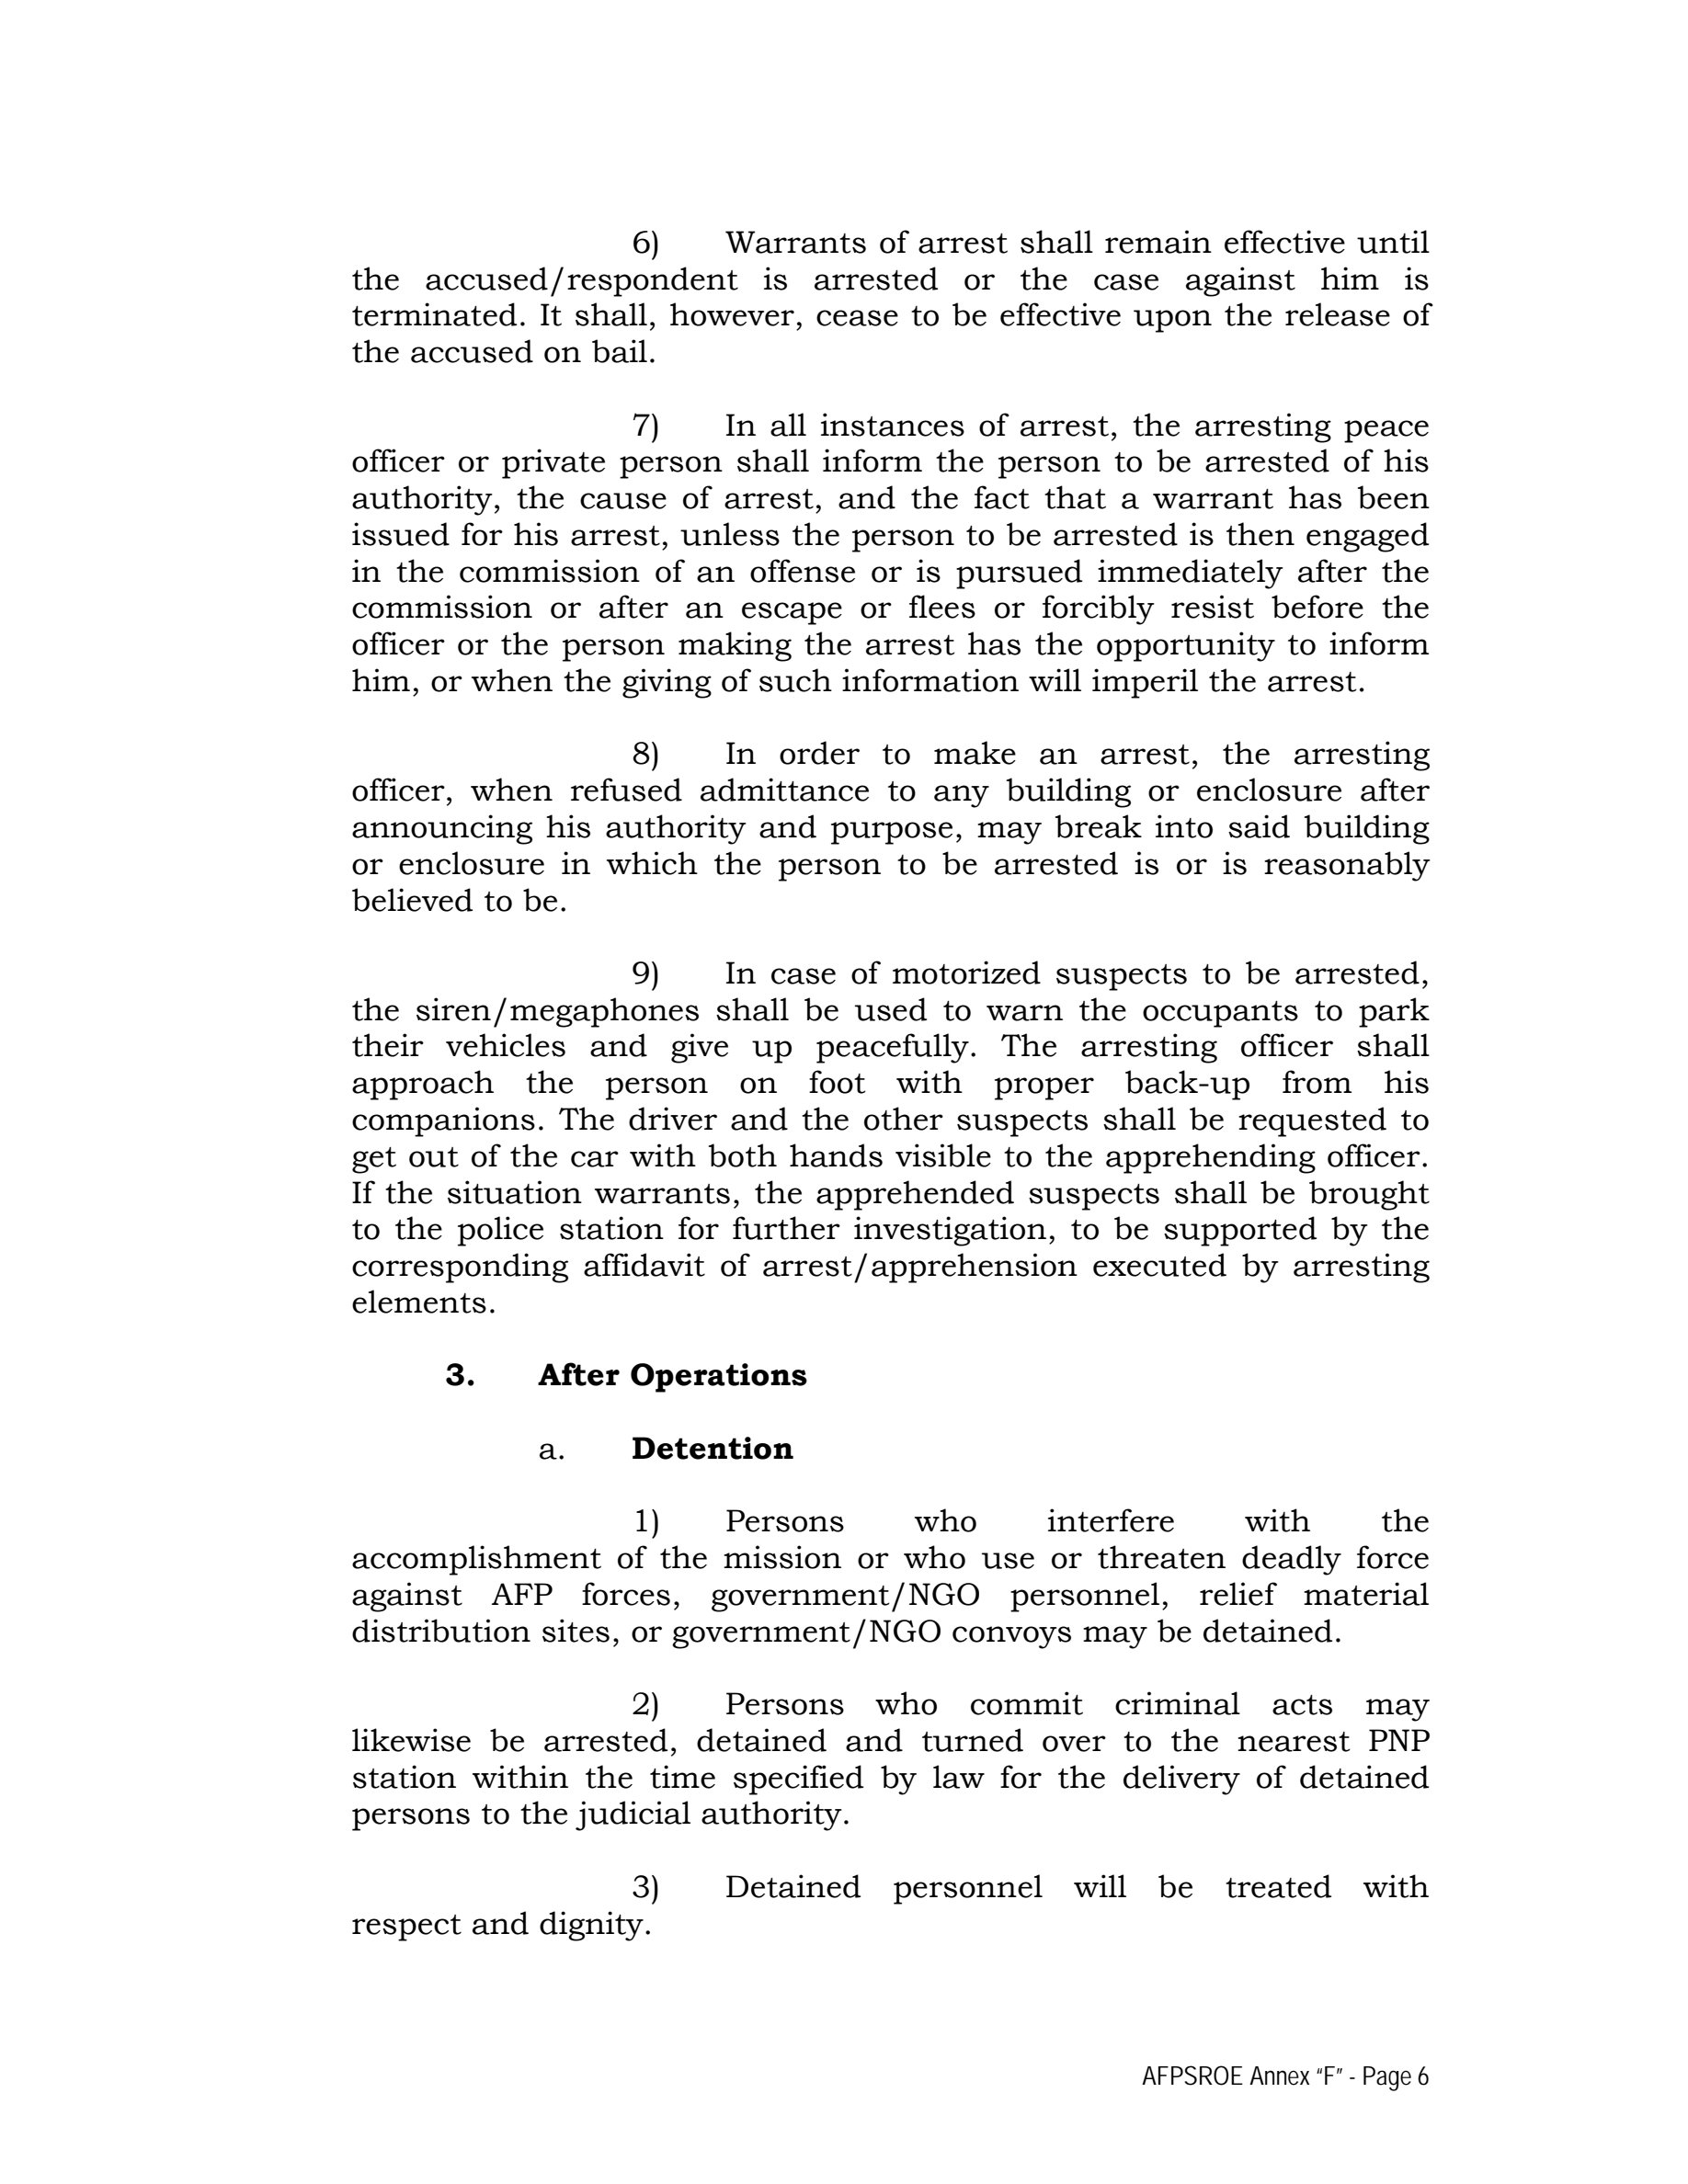 6) Warrants of arrest shall remain effective until
the accused/respondent is arrested or the case against him is
terminated. It shall, however, cease to be effective upon the release of
the accused on bail.
7) In all instances of arrest, the arresting peace
officer or private person shall inform the person to be arrested of his
authority, the cause of arrest, and the fact that a warrant has been
issued for his arrest, unless the person to be arrested is then engaged
in the commission of an offense or is pursued immediately after the
commission or after an escape or flees or forcibly resist before the
officer or the person making the arrest has the opportunity to inform
him, or when the giving of such information will imperil the arrest.
8) In order to make an arrest, the arresting
officer, when refused admittance to any building or enclosure after
announcing his authority and purpose, may break into said building
or enclosure in which the person to be arrested is or is reasonably
believed to be.
9) In case of motorized suspects to be arrested,
the siren/megaphones shall be used to warn the occupants to park
their vehicles and give up peacefully. The arresting officer shall
approach the person on foot with proper back-up from his
companions. The driver and the other suspects shall be requested to
get out of the car with both hands visible to the apprehending officer.
If the situation warrants, the apprehended suspects shall be brought
to the police station for further investigation, to be supported by the
corresponding affidavit of arrest/apprehension executed by arresting
elements.
3. After Operations
a. Detention
1) Persons who interfere with the
accomplishment of the mission or who use or threaten deadly force
against AFP forces, government/NGO personnel, relief material
distribution sites, or government/NGO convoys may be detained.
2) Persons who commit criminal acts may
likewise be arrested, detained and turned over to the nearest PNP
station within the time specified by law for the delivery of detained
persons to the judicial authority.
3) Detained personnel will be treated with
respect and dignity.
AFPSROE Annex “F” - Page 6